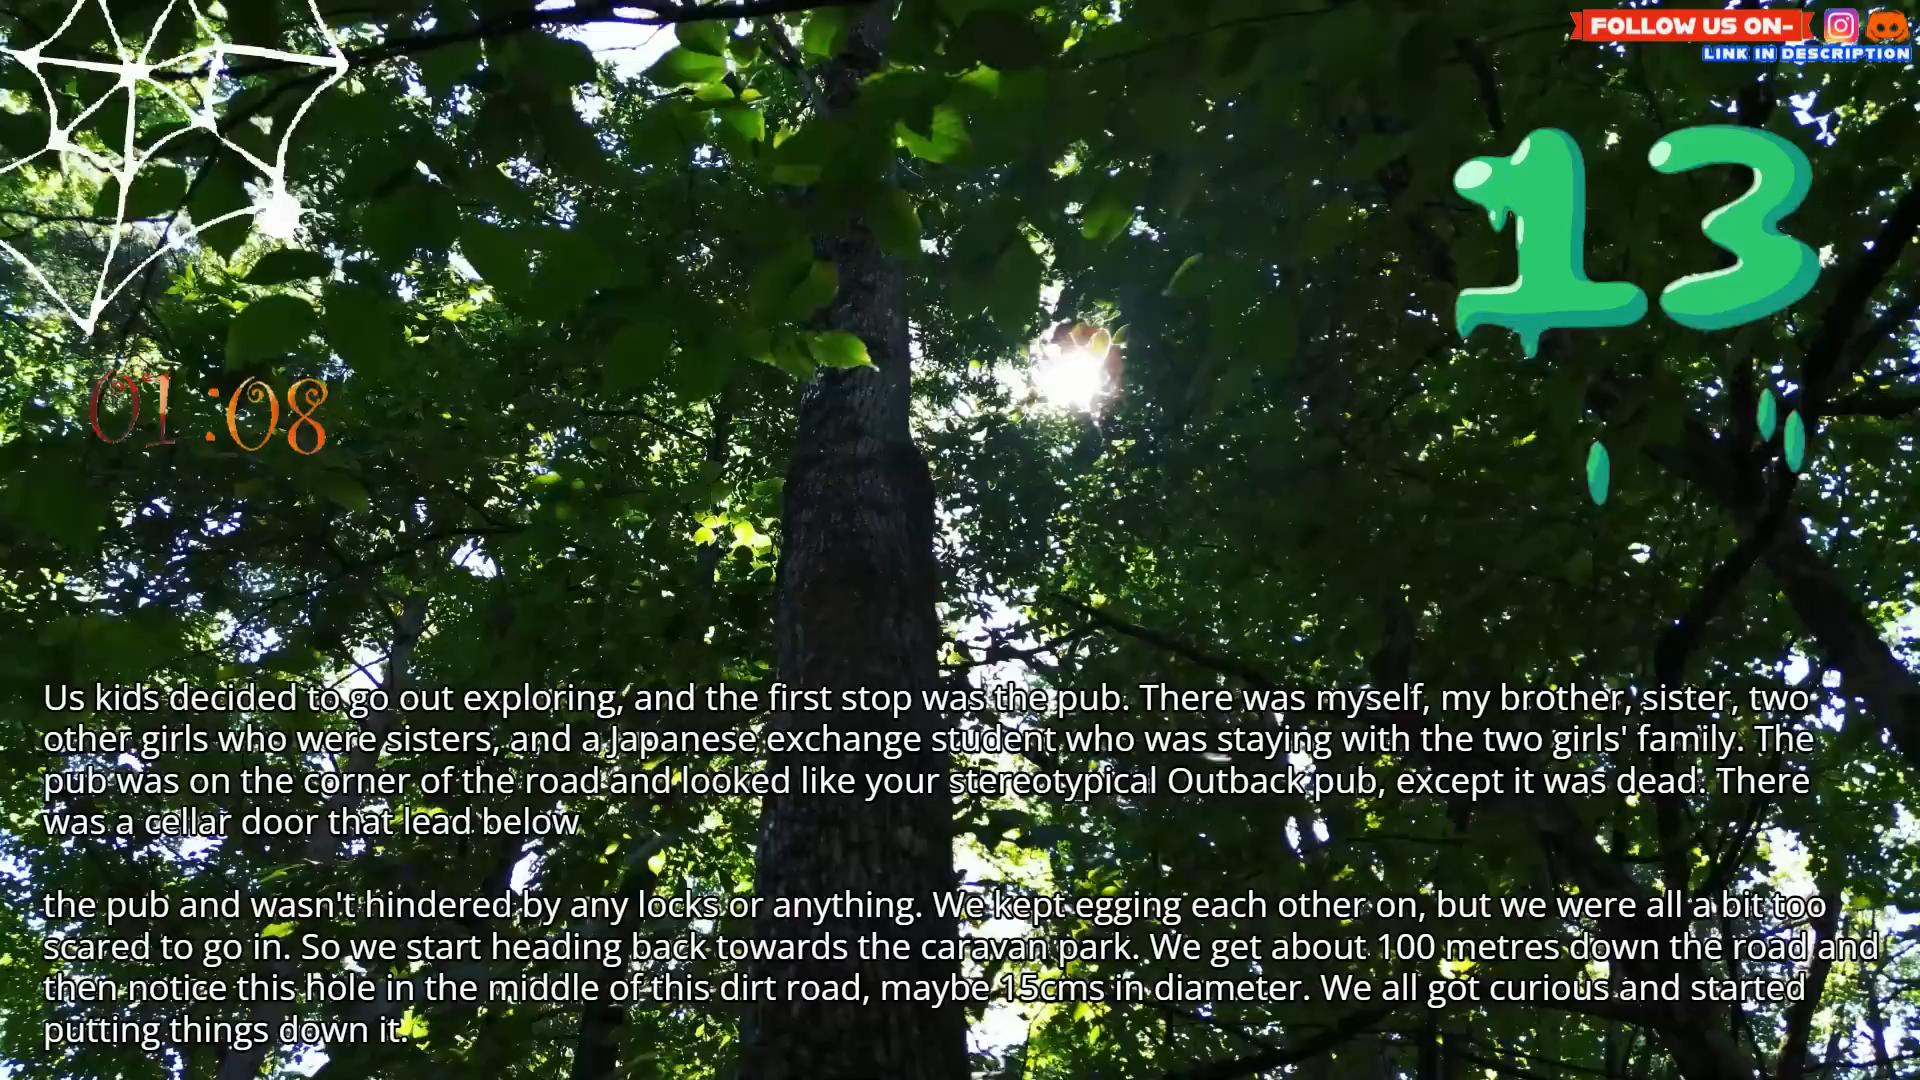 FOLLOW US ON-
LINK IN DESCRIPTION
13
01:08
Us kids decided to go out exploring, and the first stop was the pub. There was myself, my brother, sister, two
other girls who were sisters, and a Japanese exchange student who was staying with the two girls' family. The
pub was on the corner of the road and looked like your stereotypical Outback pub, except it was dead. There
was a cellar door that lead below
the pub and wasn't hindered by any locks or anything. We kept egging each other on, but we were all a bit too
scared to go in. So we start heading back towards the caravan park. We get about 100 metres down the road and
then notice this hole in the middle of this dirt road, maybe 15cms in diameter. We all got curious and started
putting things down it.